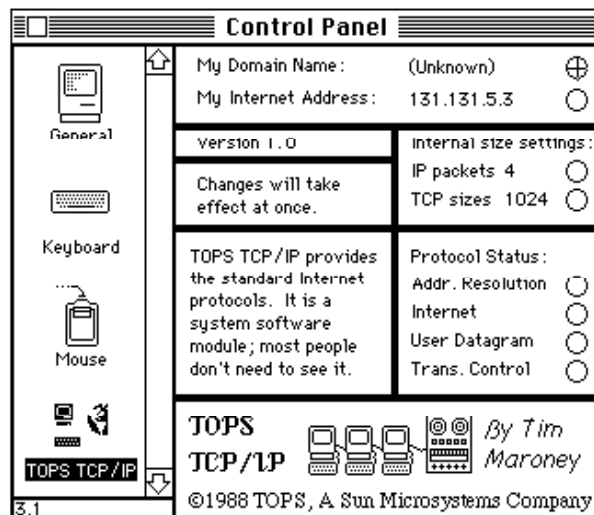 Control Panel
General
Keyboard
Mouse
TOPS TCP/IP
3.1
My Domain Name: (Unknown)
My Internet Address: 131.131.5.3
Version 1.0
Changes will take
effect at once.
Internal size settings:
IP packets 4
TCP sizes 1024
TOPS TCP/IP provides
the standard Internet
protocols. It is a
system software
module; most people
don't need to see it.
Protocol Status:
Addr. Resolution
Internet
User Datagram
Trans. Control
TOPS
TCP/IP
By Tim
Maroney
©1988 TOPS, A Sun Microsystems Company